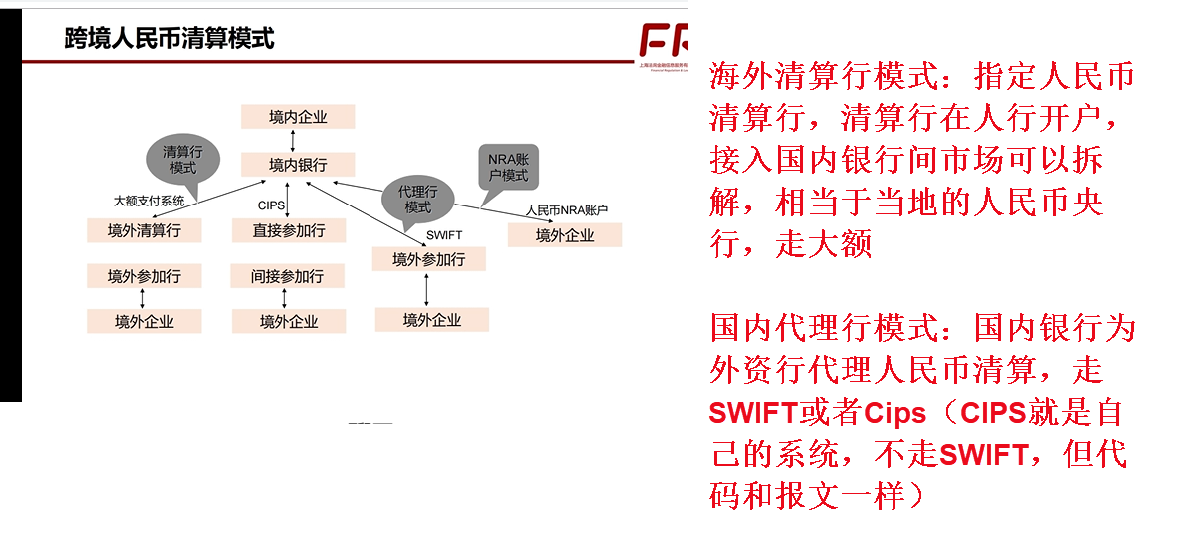 跨境人民币清算模式
FR
境内企业
境内银行
清算行
模式
NRA账
户模式
代理行
模式
大额支付系统
CIPS
SWIFT
人民币NRA账户
境外清算行
直接参加行
境外参加行
境外企业
境外参加行
间接参加行
境外企业
境外企业
境外企业
海外清算行模式：指定人民币
清算行，清算行在人行开户，
接入国内银行间市场可以拆
解，相当于当地的人民币央
行，走大额
国内代理行模式：国内银行为
外资行代理人民币清算，走
SWIFT或者Cips（CIPS就是自
己的系统，不走SWIFT，但代
码和报文一样）